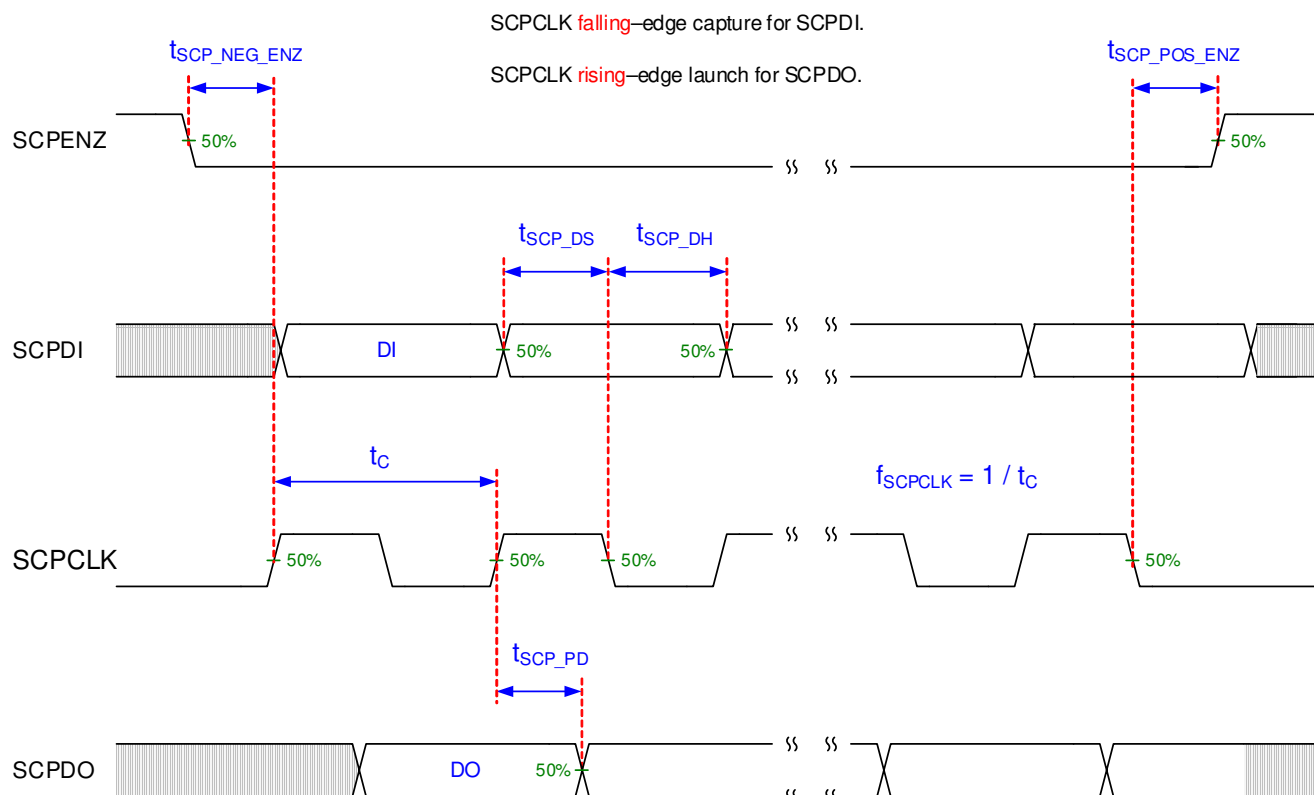 SCPCLK falling–edge capture for SCPDI.
SCPCLK rising–edge launch for SCPDO.
tSCP_NEG_ENZ
tSCP_POS_ENZ
SCPENZ
50%
50%
tSCP_DS
tSCP_DH
SCPDI
DI
50%
50%
tC
fSCPCLK = 1 / tC
SCPCLK
50%
50%
50%
50%
tSCP_PD
SCPDO
DO
50%